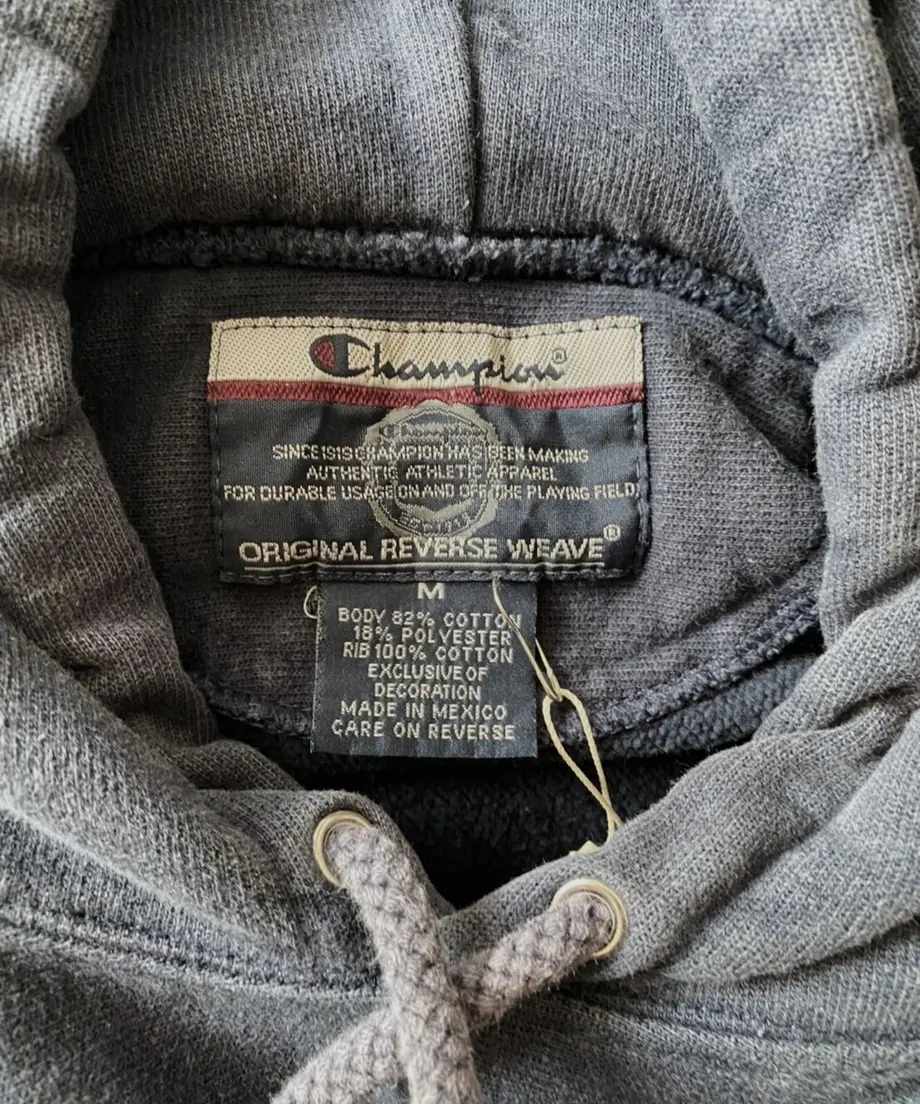 Champion®
SINCE 1919 CHAMPION HAS BEEN MAKING
AUTHENTIC ATHLETIC APPAREL
FOR DURABLE USAGE ON AND OFF THE PLAYING FIELD
ORIGINAL REVERSE WEAVE®
M
BODY 82% COTTON
18% POLYESTER
RIB 100% COTTON
EXCLUSIVE OF
DECORATION
MADE IN MEXICO
CARE ON REVERSE